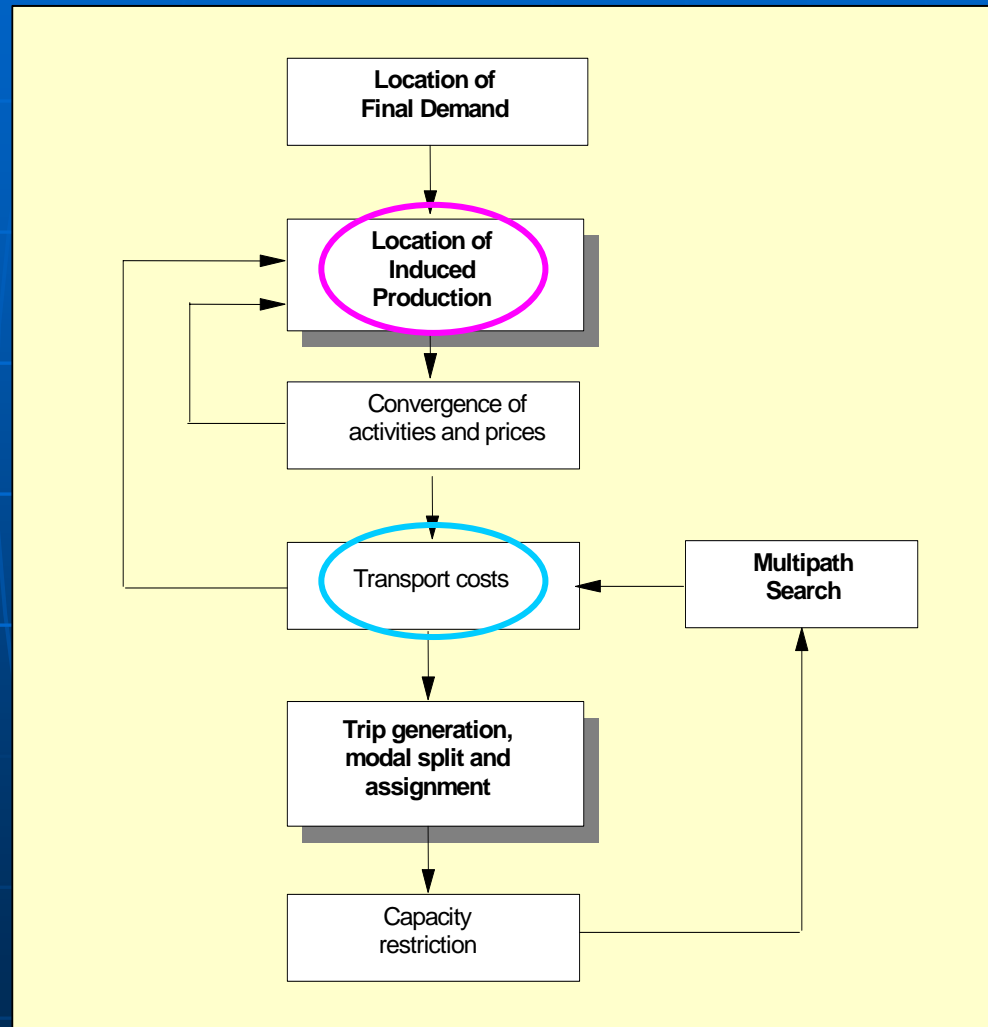 Location of
Final Demand
Location of
Induced
Production
Convergence of
activities and prices
Transport costs
Multipath
Search
Trip generation,
modal split and
assignment
Capacity
restriction